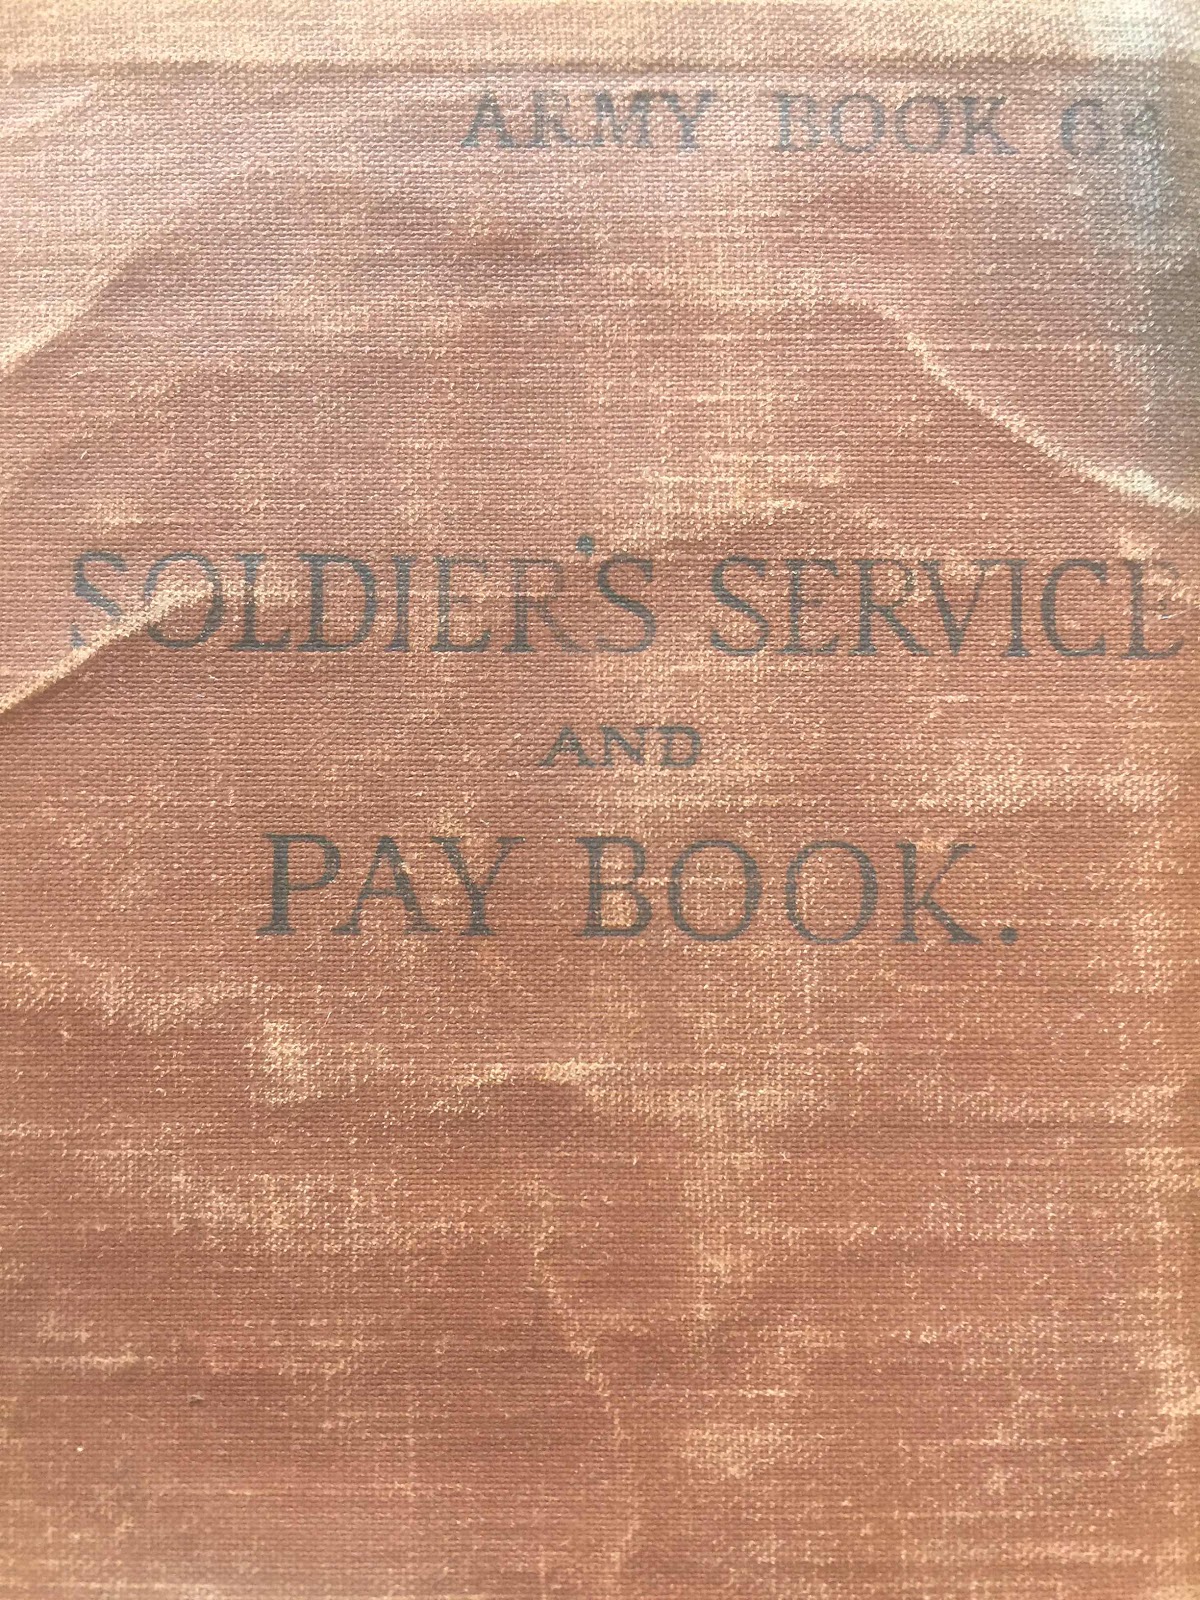 ARMY BOOK 64
SOLDIER'S SERVICE
AND
PAY BOOK.